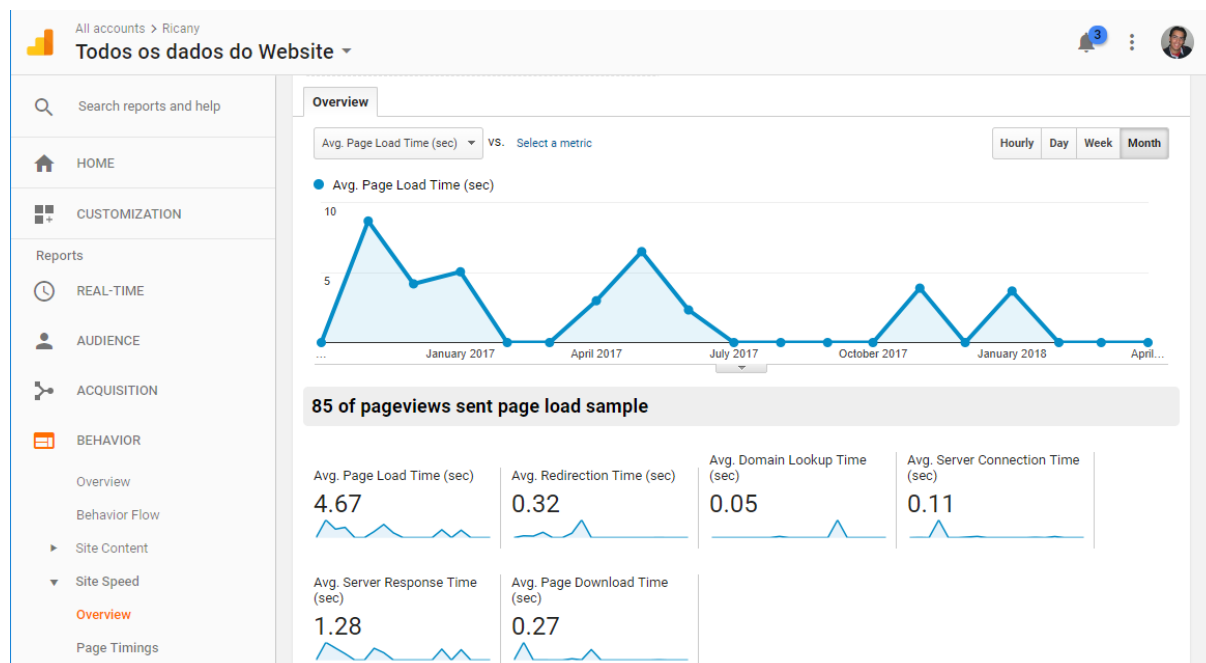 All accounts > Ricany
Todos os dados do Website
3
Search reports and help
HOME
CUSTOMIZATION
Reports
REAL-TIME
AUDIENCE
ACQUISITION
BEHAVIOR
Overview
Behavior Flow
Site Content
Site Speed
Overview
Page Timings
Overview
Avg. Page Load Time (sec) VS. Select a metric
Hourly Day Week Month
Avg. Page Load Time (sec)
10
5
... January 2017 April 2017 July 2017 October 2017 January 2018 April...
85 of pageviews sent page load sample
Avg. Page Load Time (sec)
4.67
Avg. Redirection Time (sec)
0.32
Avg. Domain Lookup Time
(sec)
0.05
Avg. Server Connection Time
(sec)
0.11
Avg. Server Response Time
(sec)
1.28
Avg. Page Download Time
(sec)
0.27